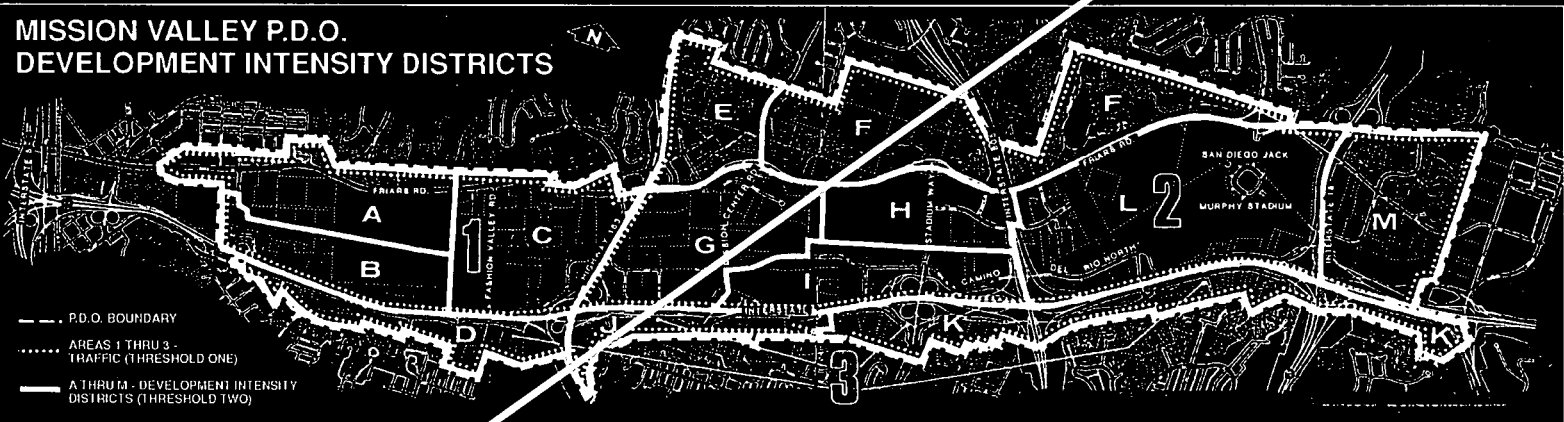 MISSION VALLEY P.D.O.
DEVELOPMENT INTENSITY DISTRICTS
N
E
F
F
FRIARS RD.
FRIARS RD.
SAN DIEGO JACK
MURPHY STADIUM
A
1
FASHION VALLEY RD
C
G
H
STADIUM WAY
L
2
M
B
I
CAMINO
DEL RIO NORTH
INTERSTATE
D
J
K
K
3
P.D.O. BOUNDARY
AREAS 1 THRU 3 -
TRAFFIC (THRESHOLD ONE)
A THRU M - DEVELOPMENT INTENSITY
DISTRICTS (THRESHOLD TWO)